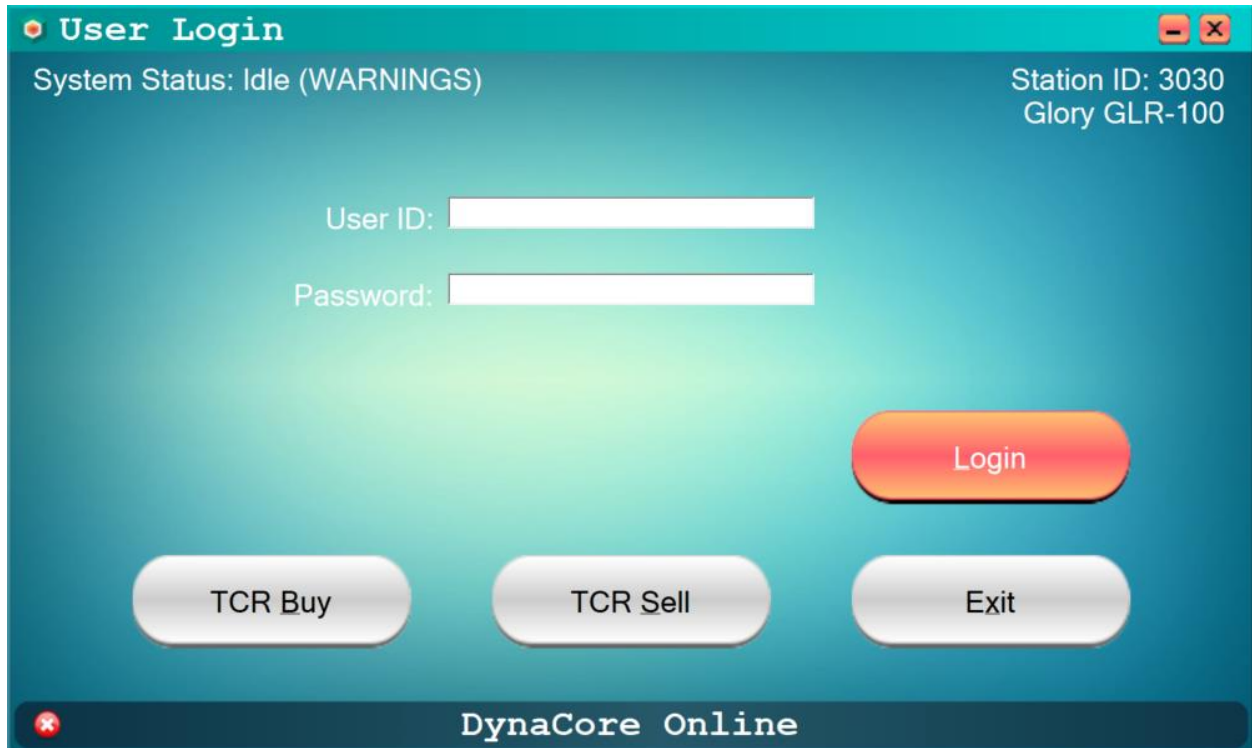 User Login
System Status: Idle (WARNINGS)
Station ID: 3030
Glory GLR-100
User ID:
Password:
Login
TCR Buy
TCR Sell
Exit
DynaCore Online